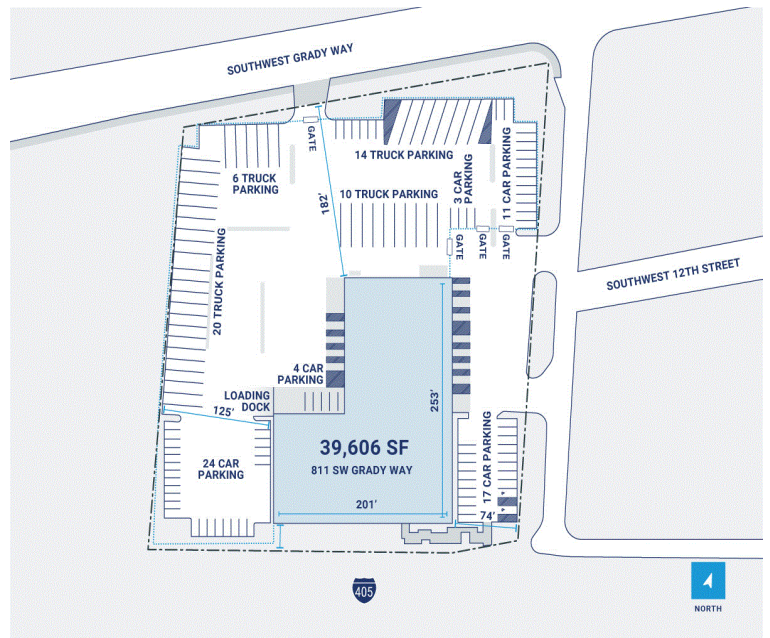 SOUTHWEST GRADY WAY
GATE
14 TRUCK PARKING
6 TRUCK
PARKING
3 CAR
PARKING
11 CAR PARKING
10 TRUCK PARKING
182'
GATE
GATE
GATE
SOUTHWEST 12TH STREET
20 TRUCK PARKING
4 CAR
PARKING
LOADING
DOCK
125'
253'
24 CAR
PARKING
39,606 SF
811 SW GRADY WAY
17 CAR PARKING
201'
74'
405
NORTH